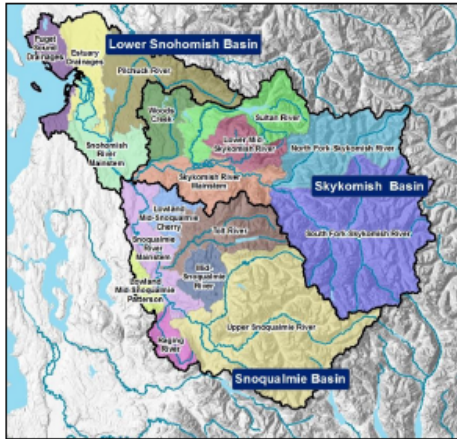 Puget
Sound
Drainages
Estuary
Drainages
Lower Snohomish Basin
Pilchuck River
Woods
Creek
Sultan River
Lower-Mid
Skykomish River
North Fork-Skykomish River
Snohomish
River
Mainstem
Skykomish River
Mainstem
Skykomish Basin
Lowland
Mid-Snoqualmie
Cherry
Tolt River
South Fork-Skykomish River
Snoqualmie
River
Mainstem
Mid-
Snoqualmie
River
Lowland
Mid-Snoqualmie
Patterson
Raging
River
Upper Snoqualmie River
Snoqualmie Basin